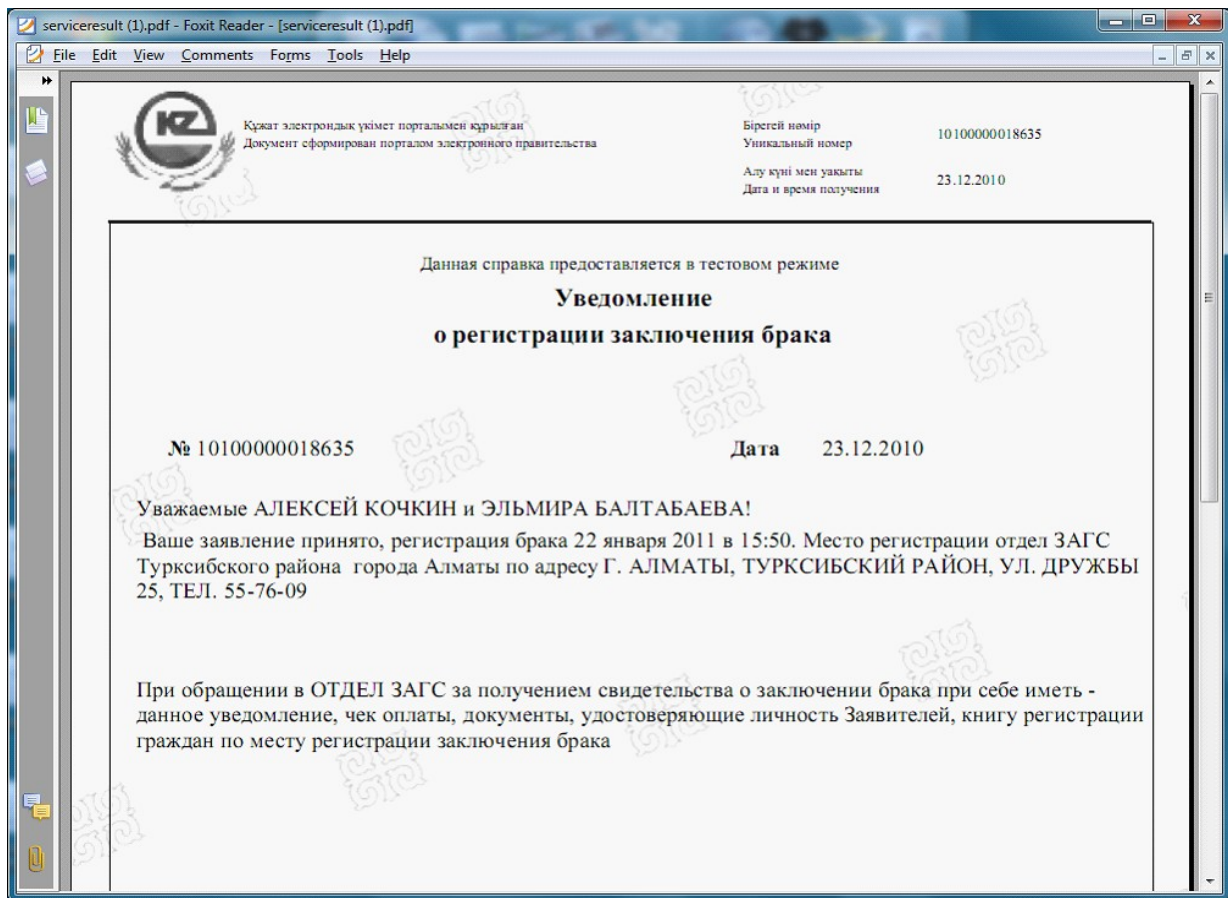 serviceresult (1).pdf - Foxit Reader - [serviceresult (1).pdf]
File Edit View Comments Forms Tools Help
KZ
Құжат электрондық үкімет порталымен құрылған
Документ сформирован порталом электронного правительства
Бірегей нөмір
Уникальный номер
10100000018635
Алу күні мен уақыты
Дата и время получения
23.12.2010
Данная справка предоставляется в тестовом режиме
Уведомление
о регистрации заключения брака
№ 10100000018635
Дата 23.12.2010
Уважаемые АЛЕКСЕЙ КОЧКИН и ЭЛЬМИРА БАЛТАБАЕВА!
Ваше заявление принято, регистрация брака 22 января 2011 в 15:50. Место регистрации отдел ЗАГС
Турксибского района города Алматы по адресу Г. АЛМАТЫ, ТУРКСИБСКИЙ РАЙОН, УЛ. ДРУЖБЫ
25, ТЕЛ. 55-76-09
При обращении в ОТДЕЛ ЗАГС за получением свидетельства о заключении брака при себе иметь -
данное уведомление, чек оплаты, документы, удостоверяющие личность Заявителей, книгу регистрации
граждан по месту регистрации заключения брака